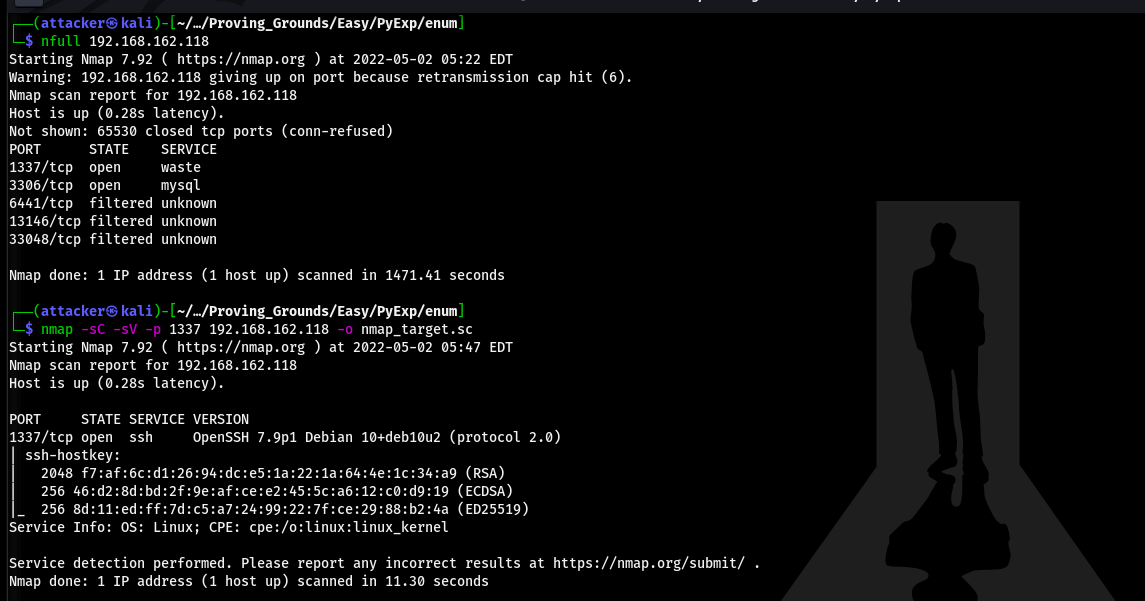 ┌──(attacker㉿kali)-[~/…/Proving_Grounds/Easy/PyExp/enum]
└─$ nfull 192.168.162.118
Starting Nmap 7.92 ( https://nmap.org ) at 2022-05-02 05:22 EDT
Warning: 192.168.162.118 giving up on port because retransmission cap hit (6).
Nmap scan report for 192.168.162.118
Host is up (0.28s latency).
Not shown: 65530 closed tcp ports (conn-refused)
PORT      STATE    SERVICE
1337/tcp  open     waste
3306/tcp  open     mysql
6441/tcp  filtered unknown
13146/tcp filtered unknown
33048/tcp filtered unknown
Nmap done: 1 IP address (1 host up) scanned in 1471.41 seconds
┌──(attacker㉿kali)-[~/…/Proving_Grounds/Easy/PyExp/enum]
└─$ nmap -sC -sV -p 1337 192.168.162.118 -o nmap_target.sc
Starting Nmap 7.92 ( https://nmap.org ) at 2022-05-02 05:47 EDT
Nmap scan report for 192.168.162.118
Host is up (0.28s latency).
PORT     STATE SERVICE VERSION
1337/tcp open  ssh     OpenSSH 7.9p1 Debian 10+deb10u2 (protocol 2.0)
| ssh-hostkey:
|   2048 f7:af:6c:d1:26:94:dc:e5:1a:22:1a:64:4e:1c:34:a9 (RSA)
|   256 46:d2:8d:bd:2f:9e:af:ce:e2:45:5c:a6:12:c0:d9:19 (ECDSA)
|_  256 8d:11:ed:ff:7d:c5:a7:24:99:22:7f:ce:29:88:b2:4a (ED25519)
Service Info: OS: Linux; CPE: cpe:/o:linux:linux_kernel
Service detection performed. Please report any incorrect results at https://nmap.org/submit/ .
Nmap done: 1 IP address (1 host up) scanned in 11.30 seconds